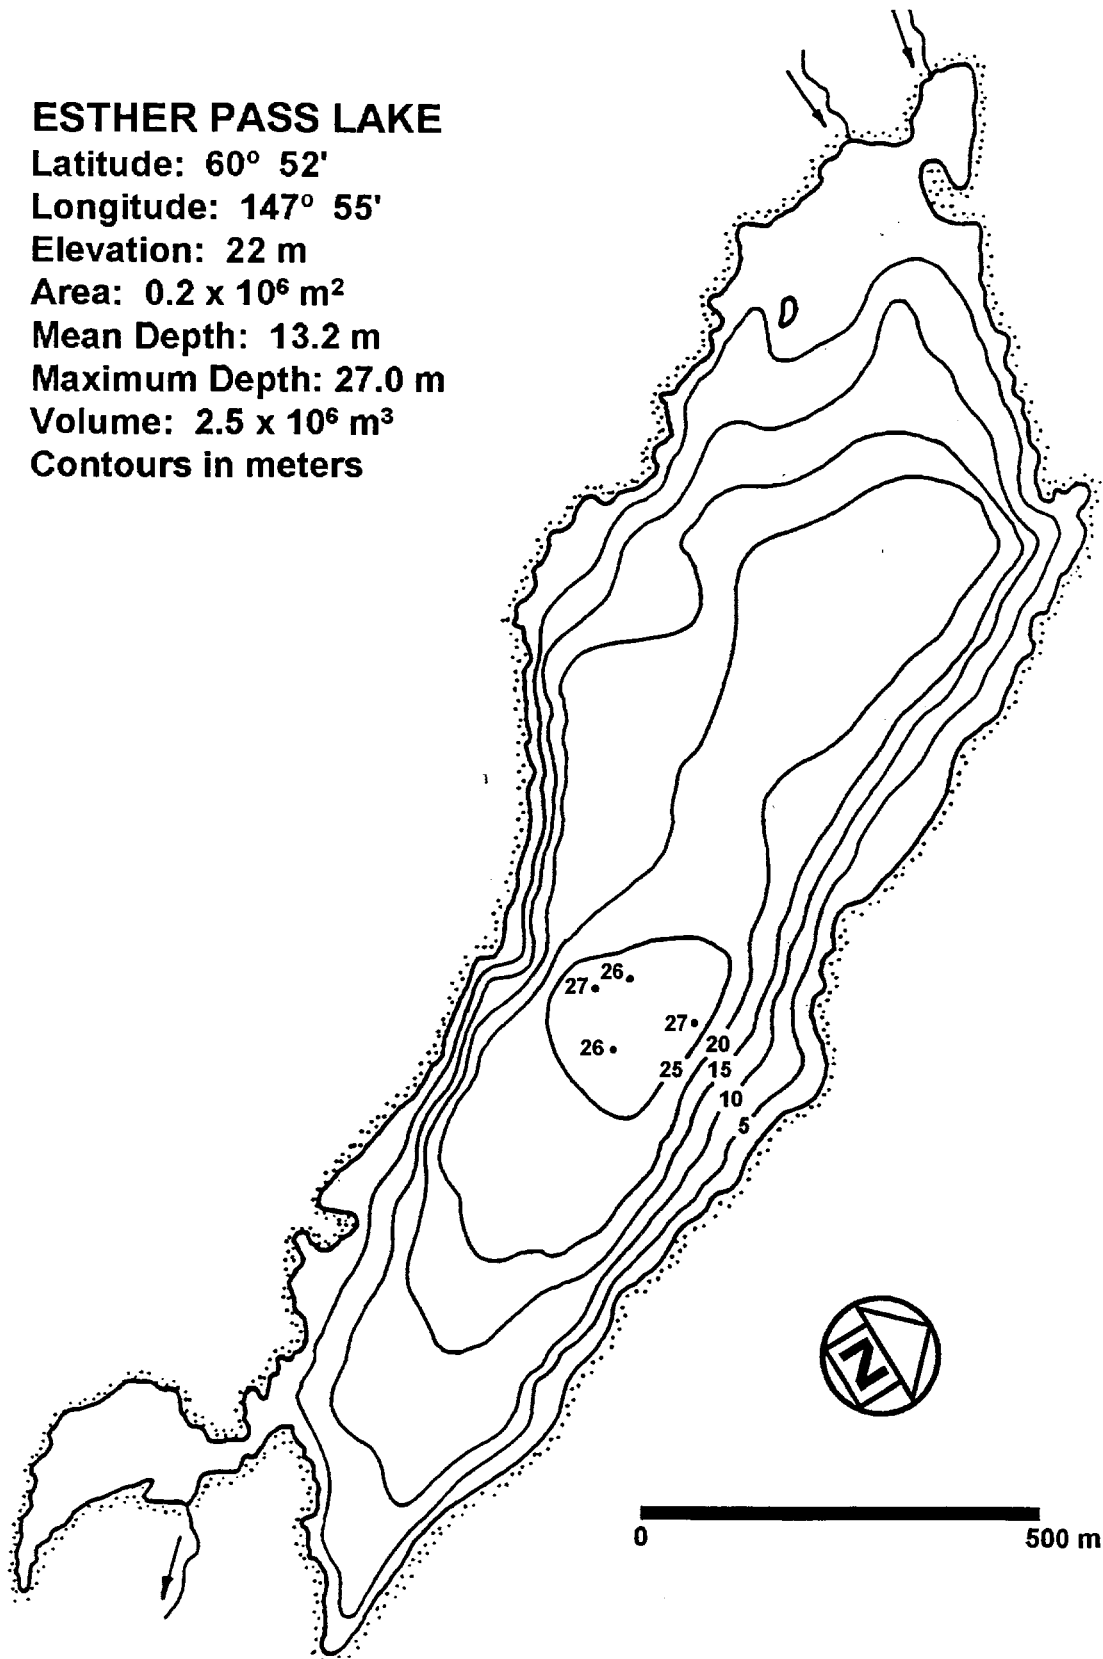 ESTHER PASS LAKE
Latitude: 60º 52'
Longitude: 147º 55'
Elevation: 22 m
Area: 0.2 x 10⁶ m²
Mean Depth: 13.2 m
Maximum Depth: 27.0 m
Volume: 2.5 x 10⁶ m³
Contours in meters
26
27
27
26
20
25
15
10
5
N
0
500 m